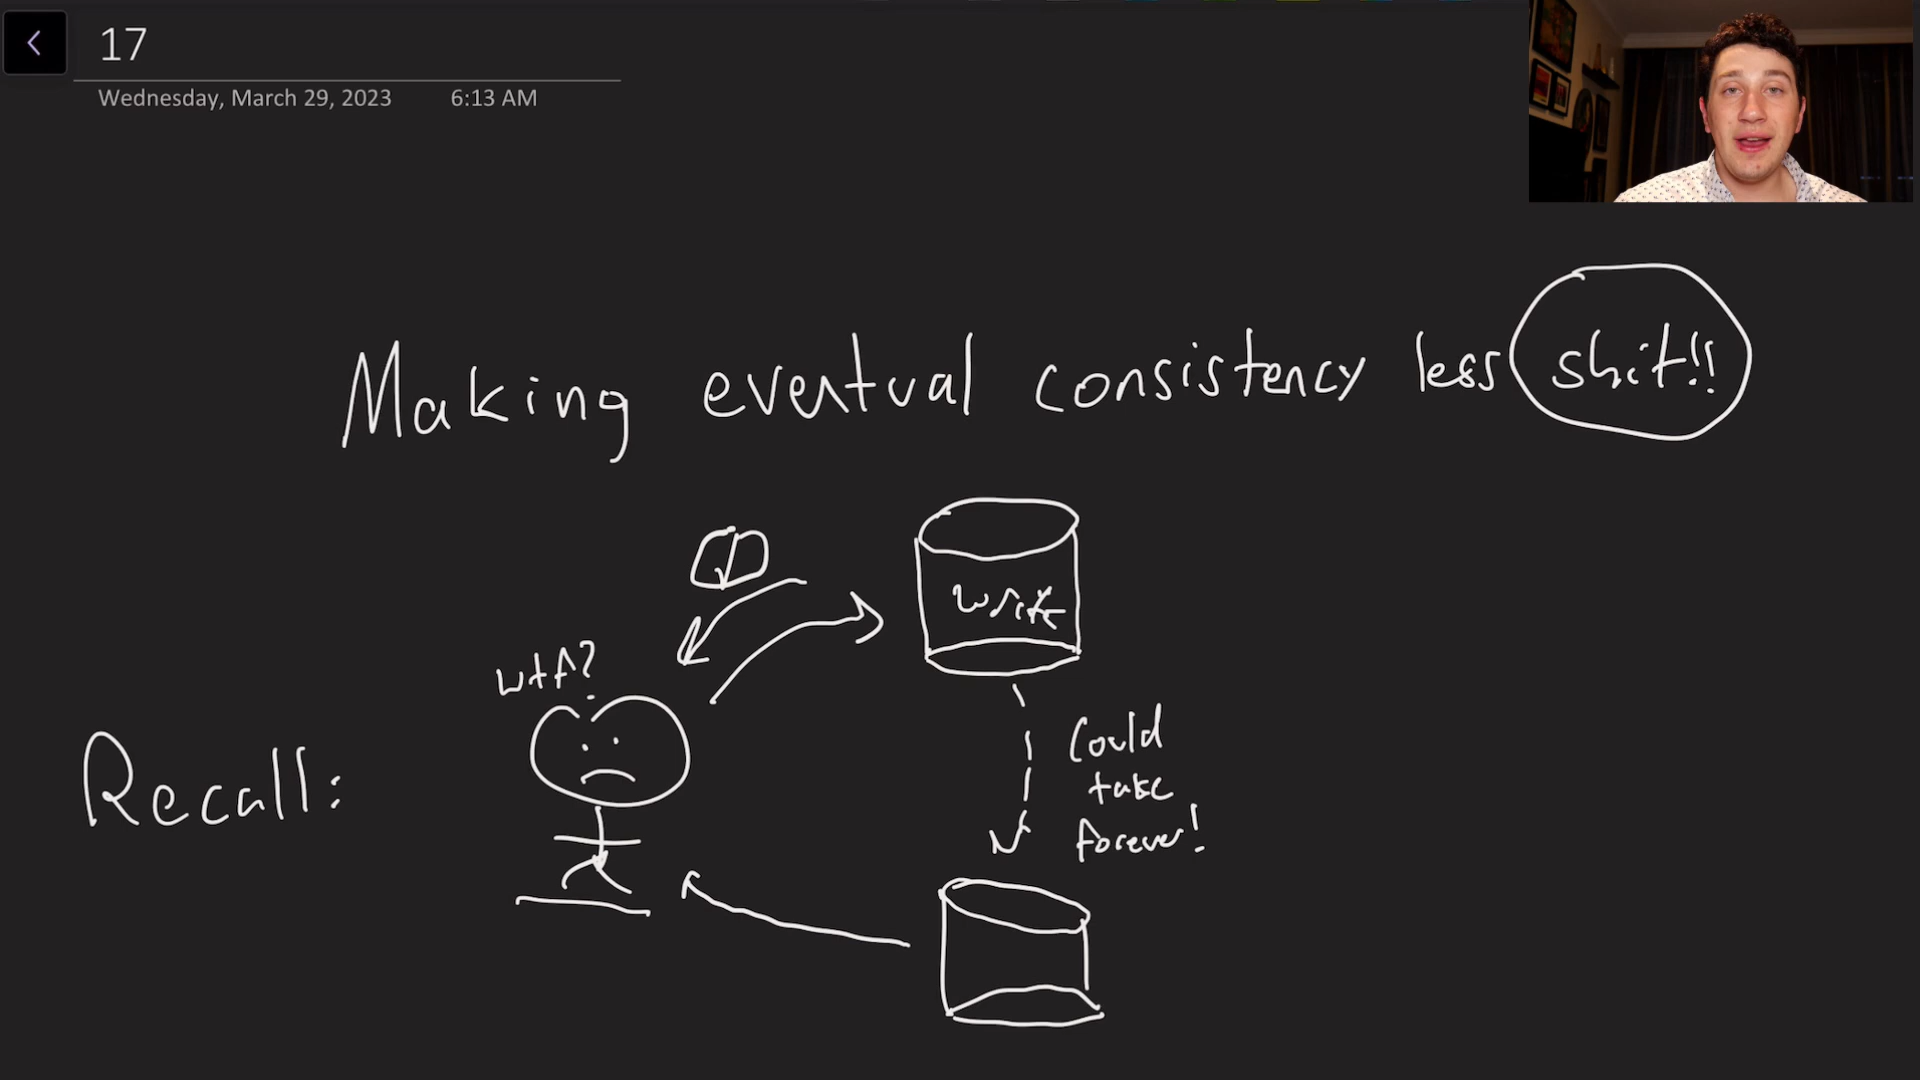 17
Wednesday, March 29, 2023 6:13 AM
Making eventual consistency less shit!!
write
wtf?
Could
take
forever!
Recall: